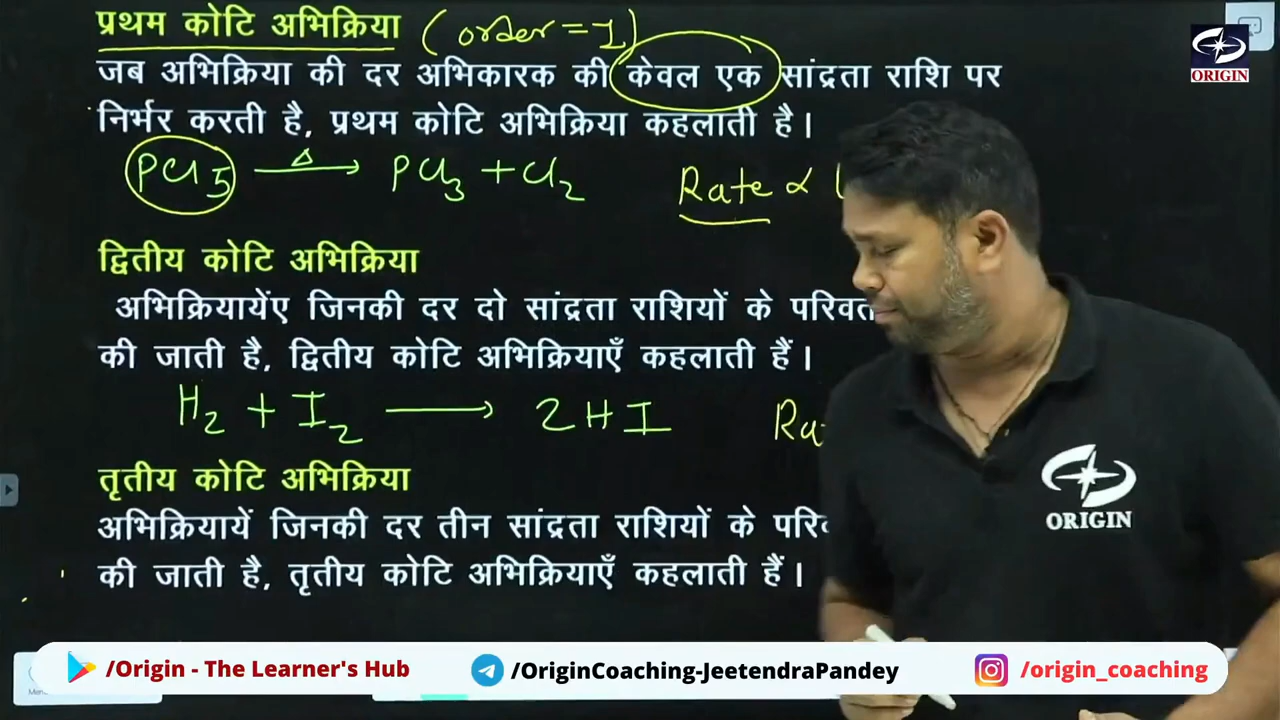 प्रथम कोटि अभिक्रिया (order = 1)
जब अभिक्रिया की दर अभिकारक की केवल एक सांद्रता राशि पर
निर्भर करती है, प्रथम कोटि अभिक्रिया कहलाती है।
PCl5 —Δ→ PCl3 + Cl2 Rate ∝
द्वितीय कोटि अभिक्रिया
अभिक्रियायेंए जिनकी दर दो सांद्रता राशियों के परिवत
की जाती है, द्वितीय कोटि अभिक्रियाएँ कहलाती हैं।
H2 + I2 → 2HI Ra
तृतीय कोटि अभिक्रिया
अभिक्रियायें जिनकी दर तीन सांद्रता राशियों के परिव
की जाती है, तृतीय कोटि अभिक्रियाएँ कहलाती हैं।
ORIGIN
ORIGIN
/Origin - The Learner's Hub /OriginCoaching-JeetendraPandey /origin_coaching